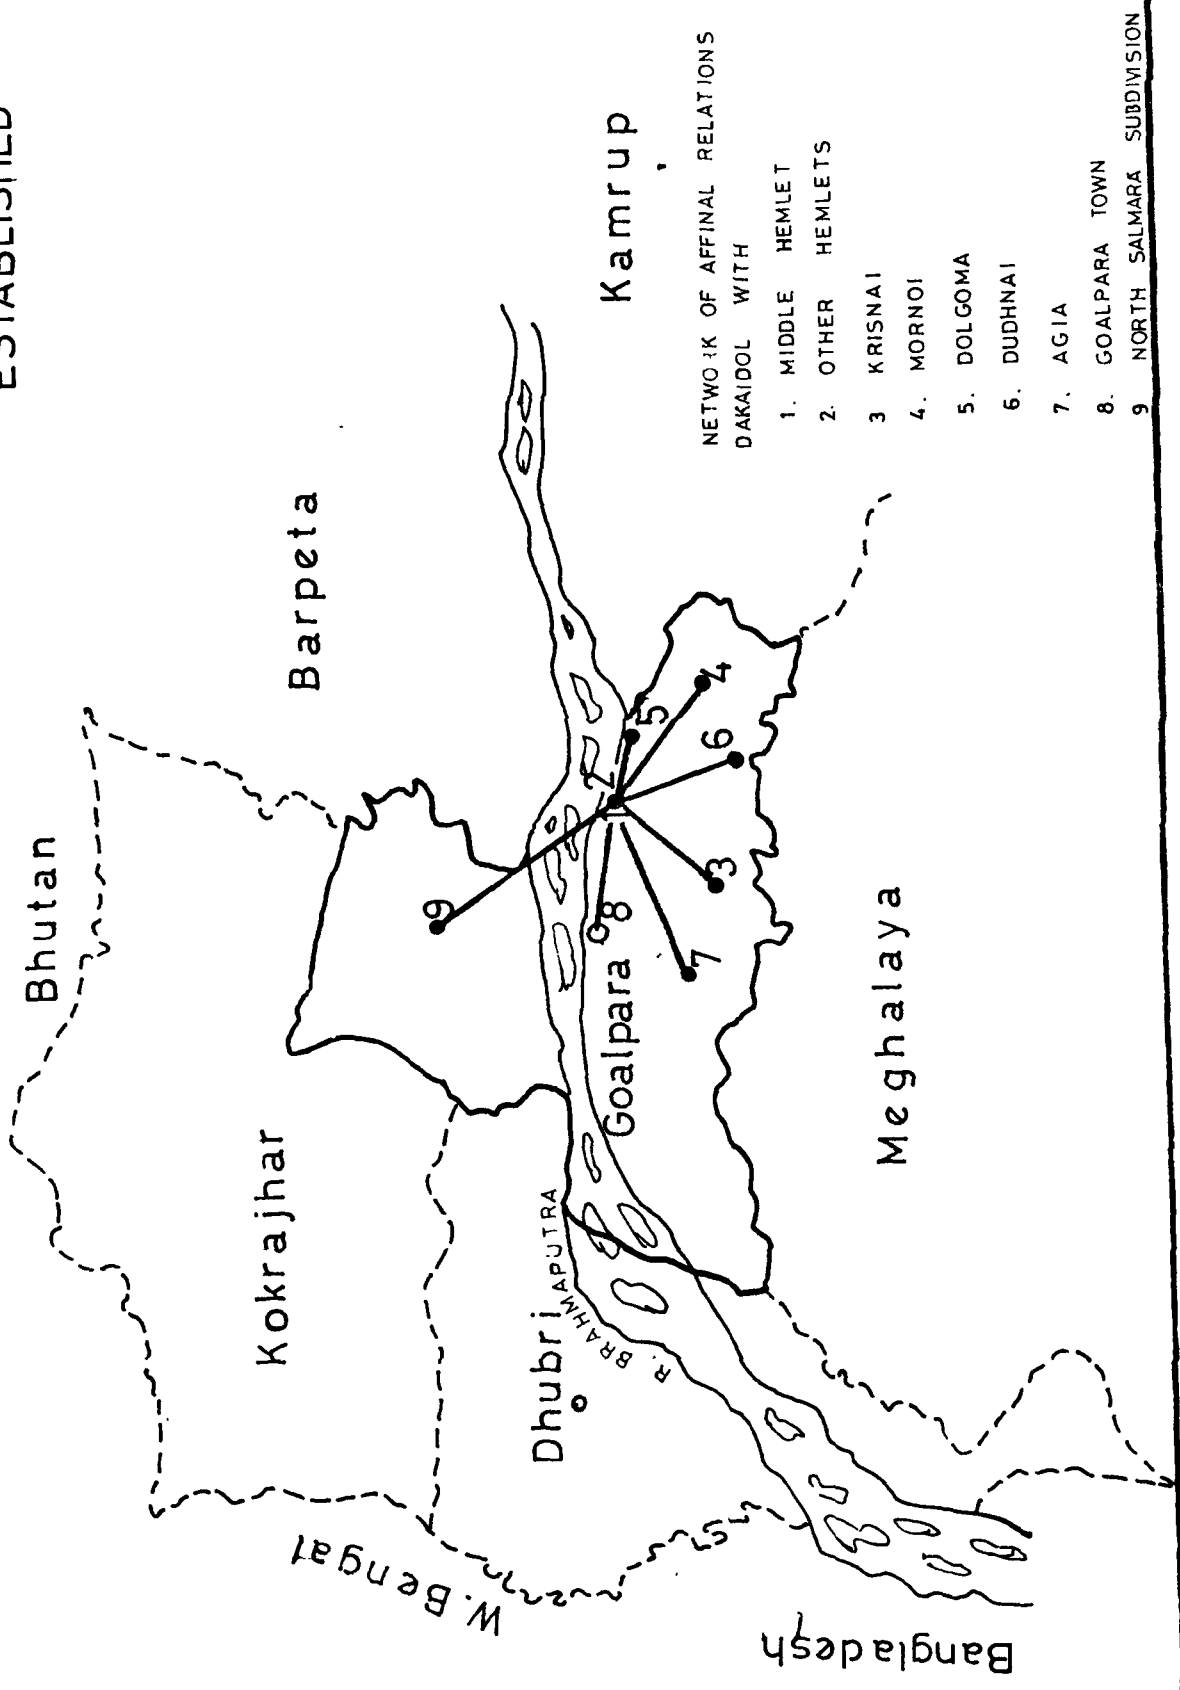 ESTABLISHED
Bhutan
Kokrajhar
Barpeta
Kamrup
W. Bengal
Dhubri
R. BRAHMAPUTRA
Goalpara
Meghalaya
Bangladesh
9
8
2
1
5
4
7
3
6
NETWORK OF AFFINAL RELATIONS
DAKAIDOL WITH
1. MIDDLE HEMLET
2. OTHER HEMLETS
3 KRISNAI
4. MORNOI
5. DOLGOMA
6. DUDHNAI
7. AGIA
8. GOALPARA TOWN
9 NORTH SALMARA SUBDIVISION